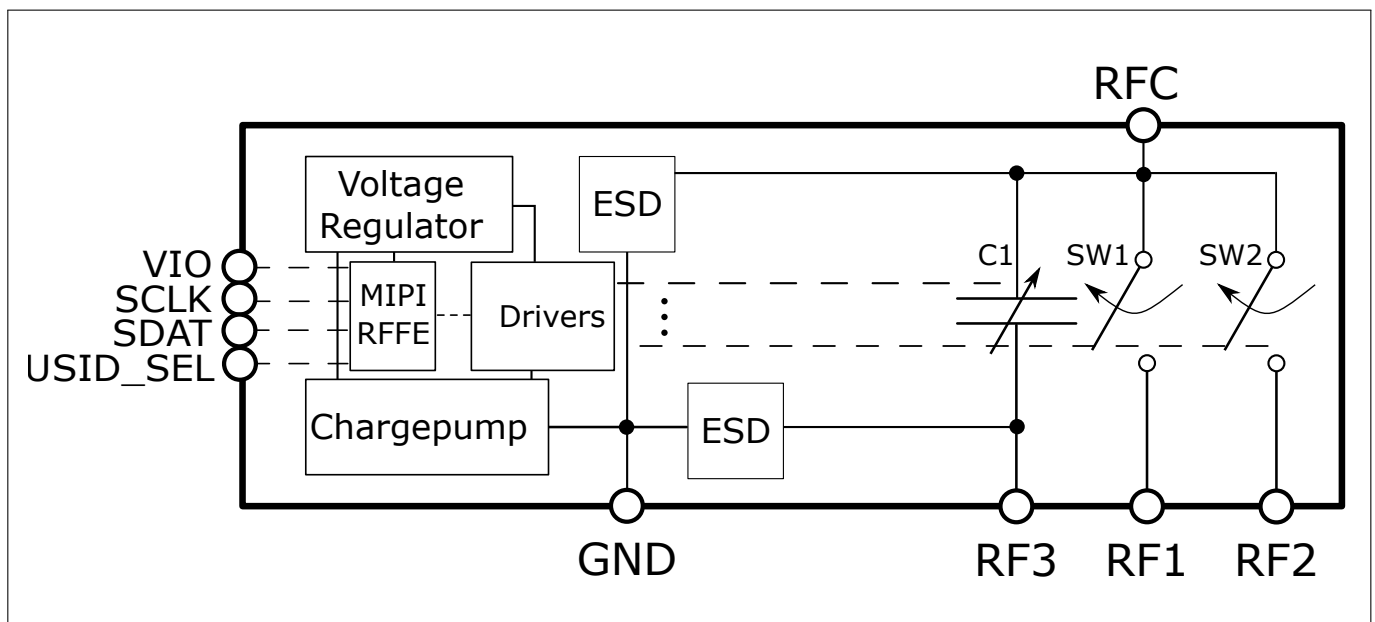 RFC
Voltage
Regulator
ESD
VIO
SCLK
SDAT
USID_SEL
MIPI
RFFE
Drivers
C1
SW1
SW2
Chargepump
ESD
GND
RF3
RF1
RF2